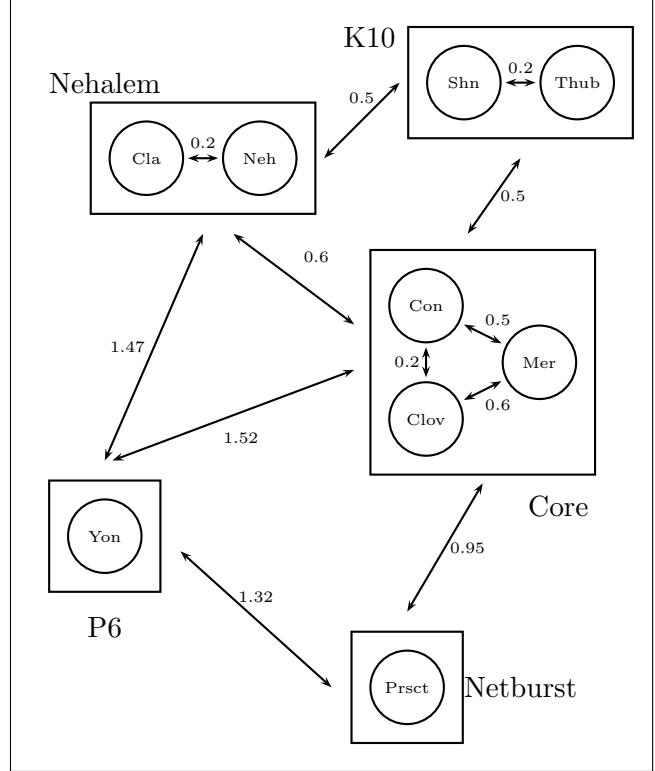 K10
Shn
0.2
Thub
Nehalem
0.5
Cla
0.2
Neh
0.5
0.6
Con
0.5
0.2
Mer
Clov
0.6
1.47
1.52
Core
Yon
0.95
P6
1.32
Prsct
Netburst